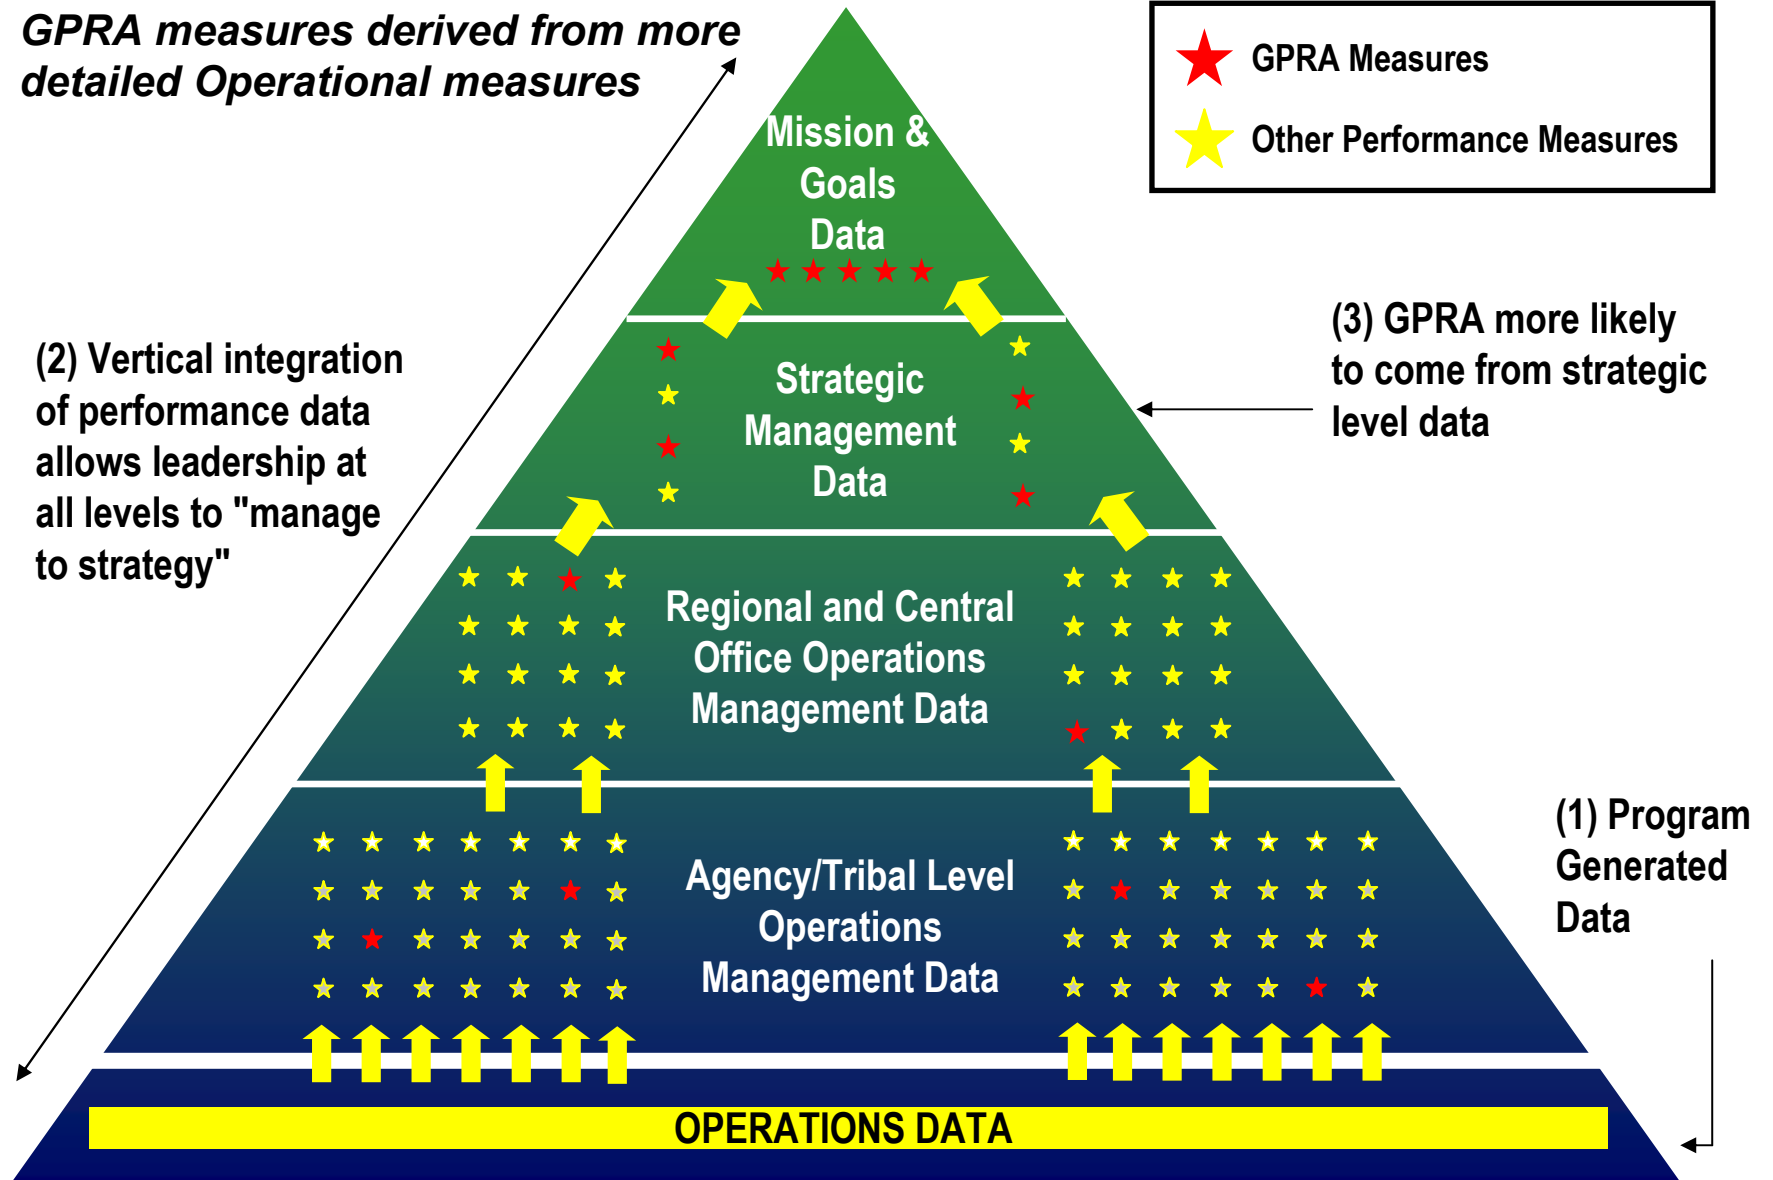 GPRA measures derived from more
detailed Operational measures
GPRA Measures
Other Performance Measures
Mission &
Goals
Data
(2) Vertical integration
of performance data
allows leadership at
all levels to "manage
to strategy"
Strategic
Management
Data
(3) GPRA more likely
to come from strategic
level data
Regional and Central
Office Operations
Management Data
Agency/Tribal Level
Operations
Management Data
(1) Program
Generated
Data
OPERATIONS DATA